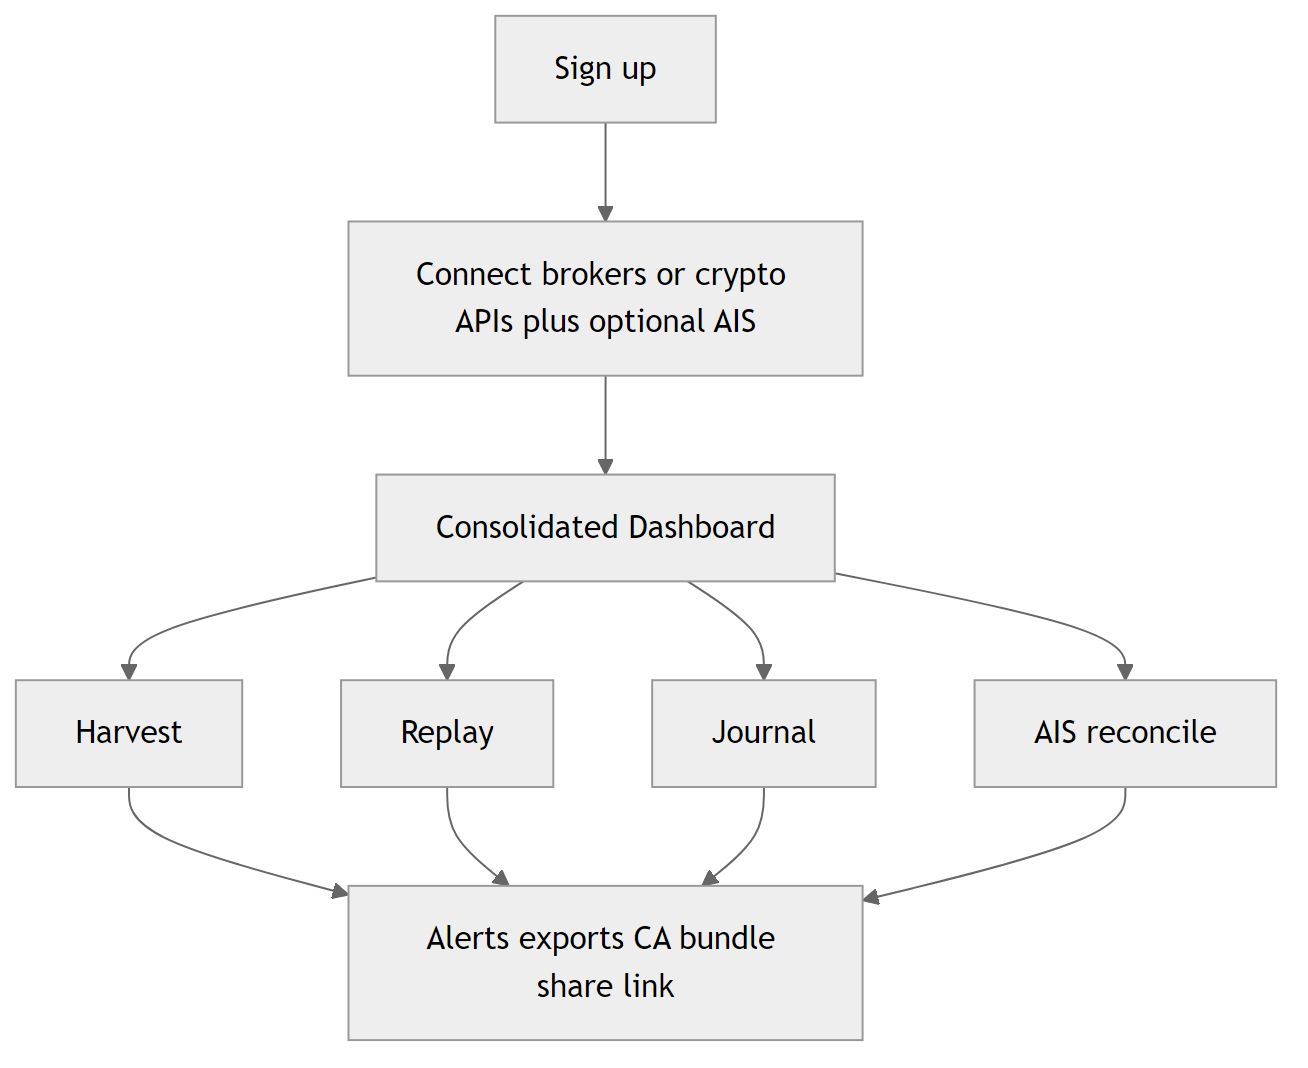 Sign up
Connect brokers or crypto
APIs plus optional AIS
Consolidated Dashboard
Harvest
Replay
Journal
AIS reconcile
Alerts exports CA bundle
share link